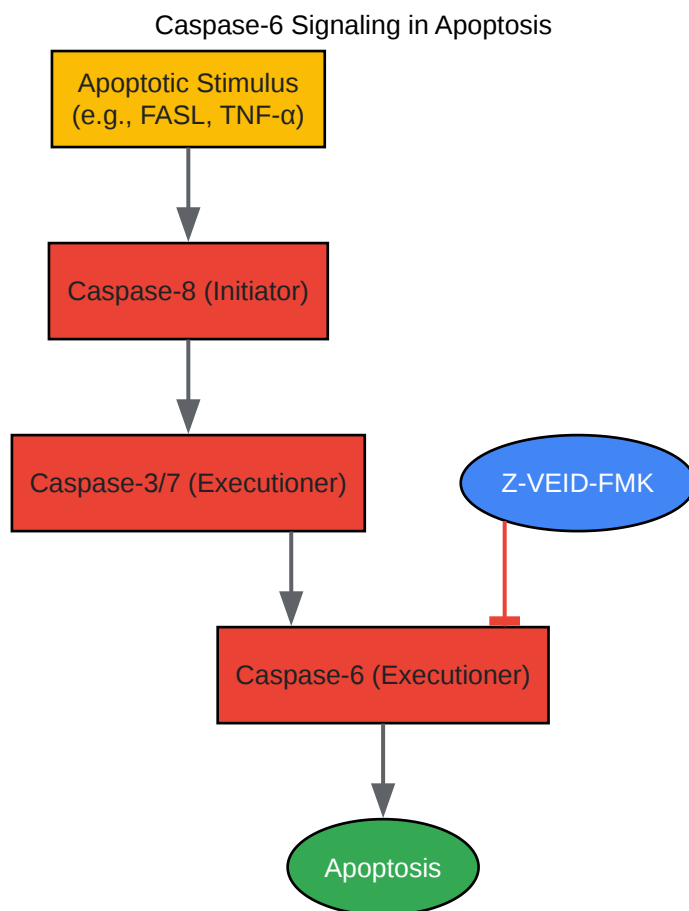 Caspase-6 Signaling in Apoptosis
Apoptotic Stimulus
(e.g., FASL, TNF-α)
Caspase-8 (Initiator)
Caspase-3/7 (Executioner)
Z-VEID-FMK
Caspase-6 (Executioner)
Apoptosis